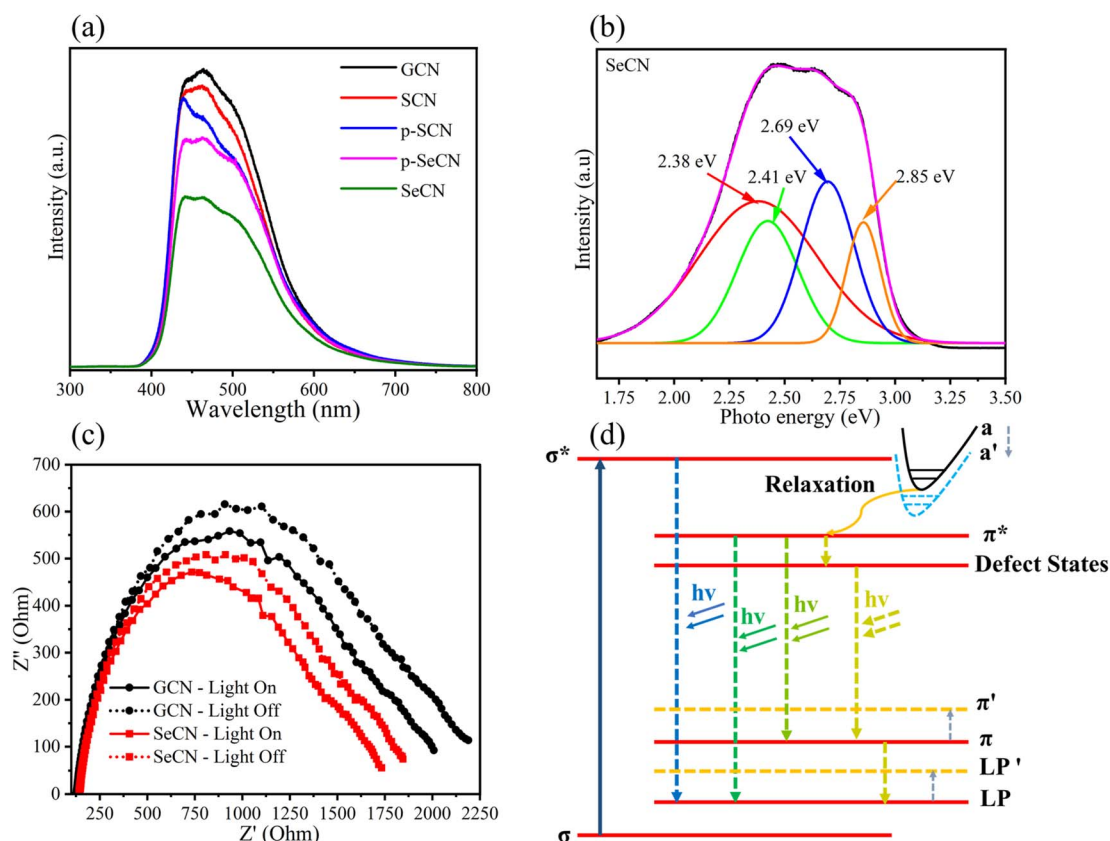 (a)
GCN
SCN
p-SCN
p-SeCN
SeCN
Intensity (a.u.)
300 400 500 600 700 800
Wavelength (nm)
(b)
SeCN
2.69 eV
2.38 eV
2.41 eV
2.85 eV
Intensity (a.u)
1.75 2.00 2.25 2.50 2.75 3.00 3.25 3.50
Photo energy (eV)
(c)
700
600
500
400
300
200
100
0
Z'' (Ohm)
GCN - Light On
GCN - Light Off
SeCN - Light On
SeCN - Light Off
250 500 750 1000 1250 1500 1750 2000 2250
Z' (Ohm)
(d)
a
a'
σ*
Relaxation
π*
Defect States
hν
hν
hν
hν
π'
π
LP '
LP
σ